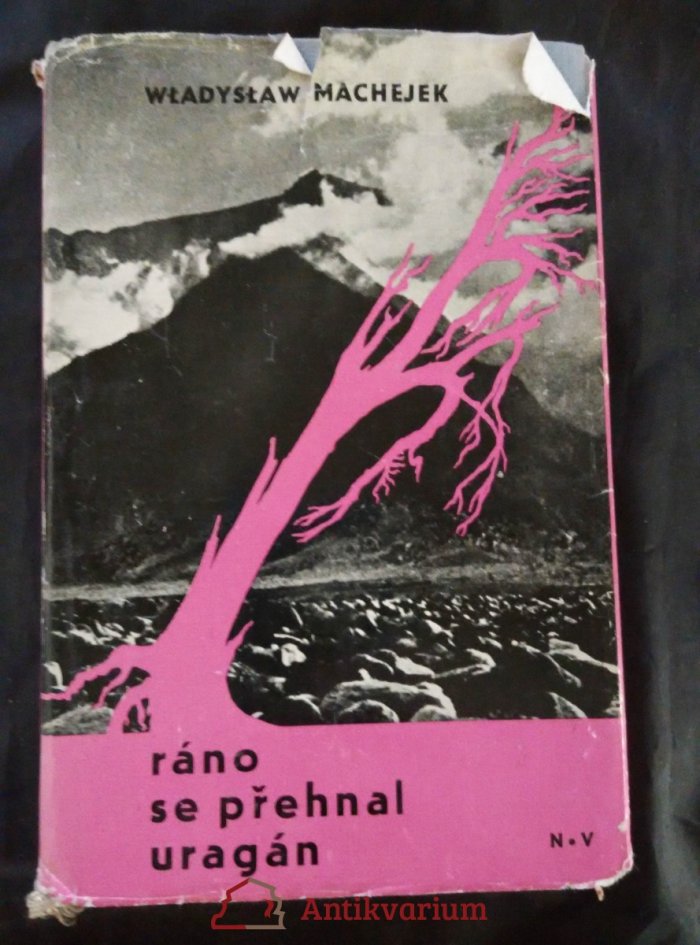 WŁADYSŁAW MACHEJEK
ráno
se přehnal
uragán
N•V
Antikvarium